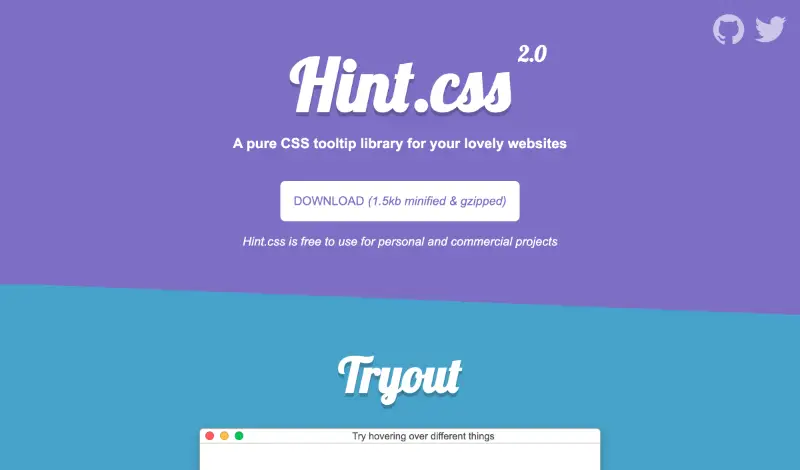 Hint.css 2.0
A pure CSS tooltip library for your lovely websites
DOWNLOAD (1.5kb minified & gzipped)
Hint.css is free to use for personal and commercial projects
Tryout
Try hovering over different things